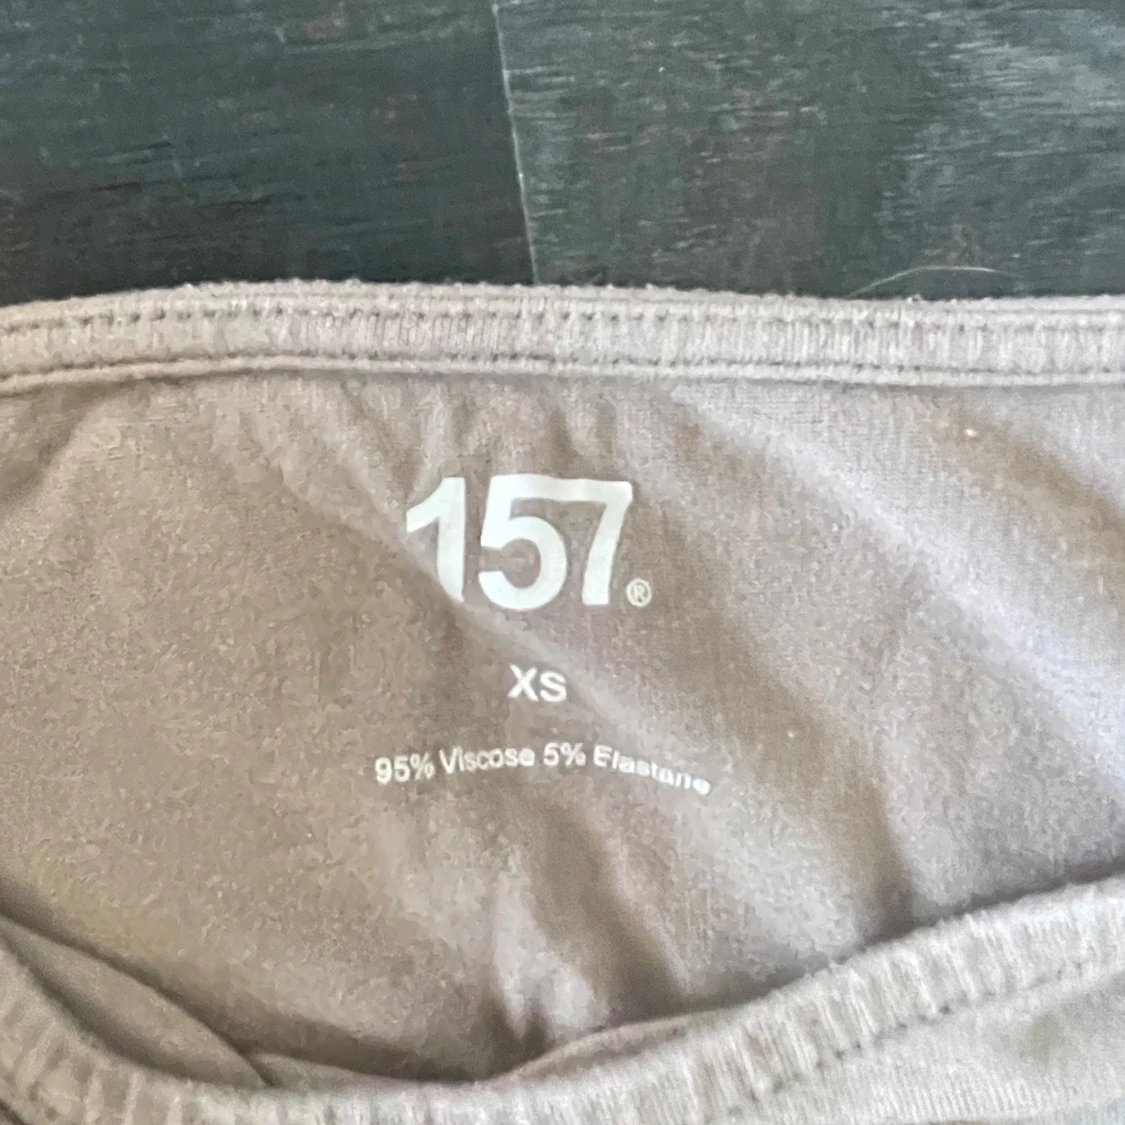 157®
XS
95% Viscose 5% Elastane